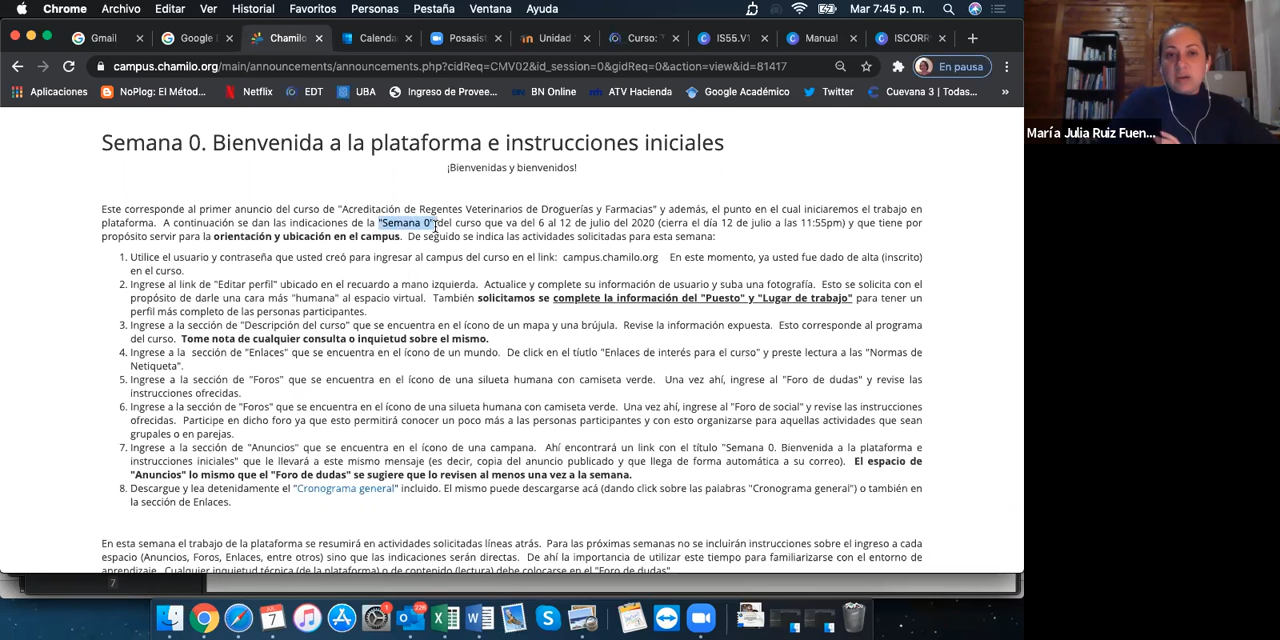 Chrome Archivo Editar Ver Historial Favoritos Personas Pestaña Ventana Ayuda Mar 7:45 p. m.
Gmail Google Chamilo Calenda Posasist Unidad Curso: T IS55.V1 Manual ISCORR
campus.chamilo.org/main/announcements/announcements.php?cidReq=CMV02&id_session=0&gidReq=0&action=view&id=81417 En pausa
Aplicaciones NoPlog: El Métod... Netflix EDT UBA Ingreso de Provee... BN Online ATV Hacienda Google Académico Twitter Cuevana 3 | Todas... »
María Julia Ruiz Fuen...
Semana 0. Bienvenida a la plataforma e instrucciones iniciales
¡Bienvenidas y bienvenidos!
Este corresponde al primer anuncio del curso de "Acreditación de Regentes Veterinarios de Droguerías y Farmacias" y además, el punto en el cual iniciaremos el trabajo en
plataforma. A continuación se dan las indicaciones de la "Semana 0" del curso que va del 6 al 12 de julio del 2020 (cierra el día 12 de julio a las 11:55pm) y que tiene por
propósito servir para la orientación y ubicación en el campus. De seguido se indica las actividades solicitadas para esta semana:
1. Utilice el usuario y contraseña que usted creó para ingresar al campus del curso en el link: campus.chamilo.org En este momento, ya usted fue dado de alta (inscrito)
en el curso.
2. Ingrese al link de "Editar perfil" ubicado en el recuardo a mano izquierda. Actualice y complete su información de usuario y suba una fotografía. Esto se solicita con el
propósito de darle una cara más "humana" al espacio virtual. También solicitamos se complete la información del "Puesto" y "Lugar de trabajo" para tener un
perfil más completo de las personas participantes.
3. Ingrese a la sección de "Descripción del curso" que se encuentra en el ícono de un mapa y una brújula. Revise la información expuesta. Esto corresponde al programa
del curso. Tome nota de cualquier consulta o inquietud sobre el mismo.
4. Ingrese a la sección de "Enlaces" que se encuentra en el ícono de un mundo. De click en el tíutlo "Enlaces de interés para el curso" y preste lectura a las "Normas de
Netiqueta".
5. Ingrese a la sección de "Foros" que se encuentra en el ícono de una silueta humana con camiseta verde. Una vez ahí, ingrese al "Foro de dudas" y revise las
instrucciones ofrecidas.
6. Ingrese a la sección de "Foros" que se encuentra en el ícono de una silueta humana con camiseta verde. Una vez ahí, ingrese al "Foro de social" y revise las instrucciones
ofrecidas. Participe en dicho foro ya que esto permitirá conocer un poco más a las personas participantes y con esto organizarse para aquellas actividades que sean
grupales o en parejas.
7. Ingrese a la sección de "Anuncios" que se encuentra en el ícono de una campana. Ahí encontrará un link con el título "Semana 0. Bienvenida a la plataforma e
instrucciones iniciales" que le llevará a este mismo mensaje (es decir, copia del anuncio publicado y que llega de forma automática a su correo). El espacio de
"Anuncios" lo mismo que el "Foro de dudas" se sugiere que lo revisen al menos una vez a la semana.
8. Descargue y lea detenidamente el "Cronograma general" incluido. El mismo puede descargarse acá (dando click sobre las palabras "Cronograma general") o también en
la sección de Enlaces.
En esta semana el trabajo de la plataforma se resumirá en actividades solicitadas líneas atrás. Para las próximas semanas no se incluirán instrucciones sobre el ingreso a cada
espacio (Anuncios, Foros, Enlaces, entre otros) sino que las indicaciones serán directas. De ahí la importancia de utilizar este tiempo para familiarizarse con el entorno de
aprendizaje. Cualquier inquietud técnica (de la plataforma) o de contenido (lectura) debe colocarse en el "Foro de dudas".
7
JUL 7 1 226